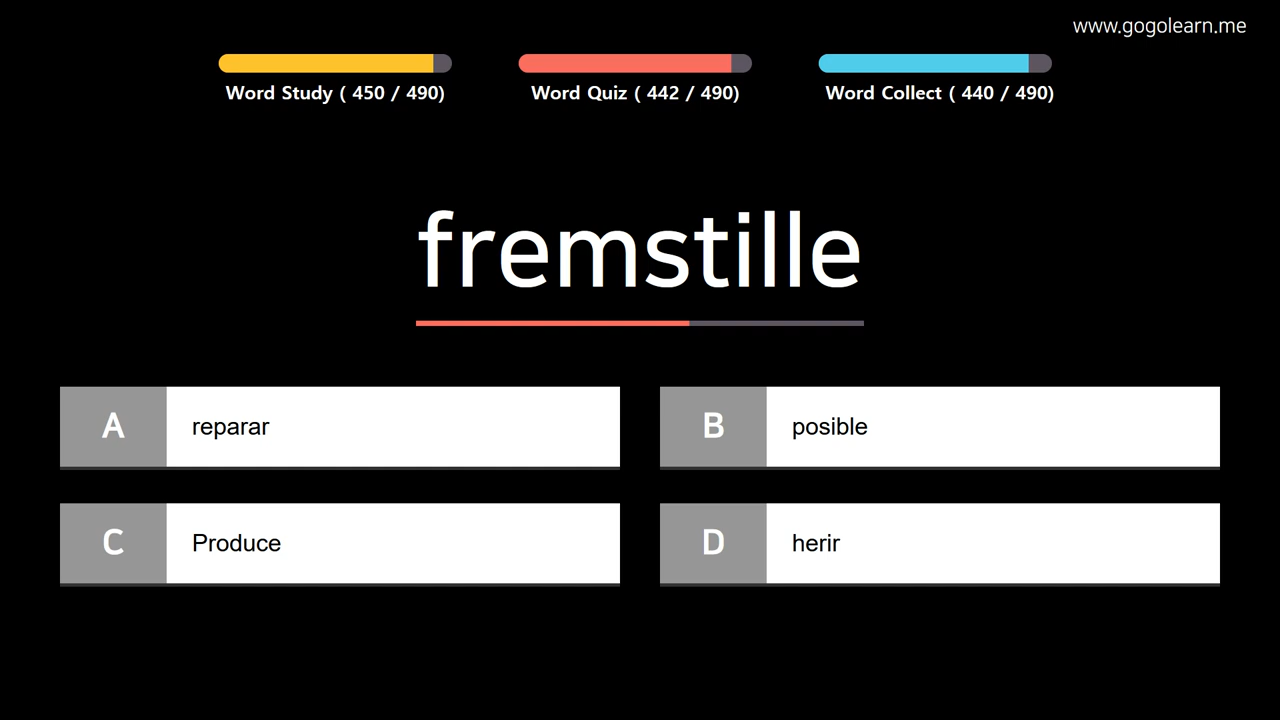 www.gogolearn.me
Word Study ( 450 / 490)
Word Quiz ( 442 / 490)
Word Collect ( 440 / 490)
fremstille
A reparar
B posible
C Produce
D herir